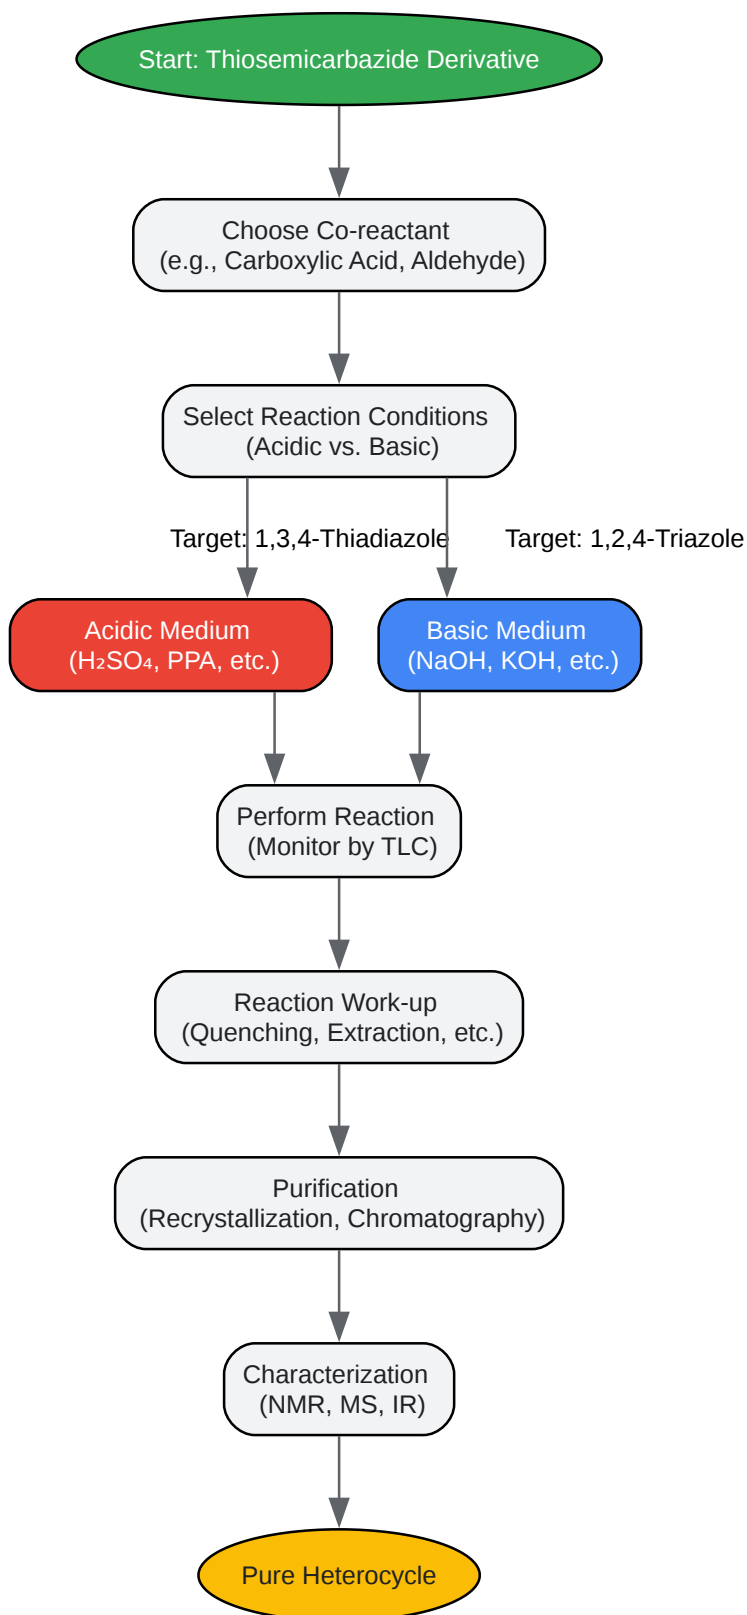 Start: Thiosemicarbazide Derivative
Choose Co-reactant
(e.g., Carboxylic Acid, Aldehyde)
Select Reaction Conditions
(Acidic vs. Basic)
Target: 1,3,4-Thiadiazole
Target: 1,2,4-Triazole
Acidic Medium
(H₂SO₄, PPA, etc.)
Basic Medium
(NaOH, KOH, etc.)
Perform Reaction
(Monitor by TLC)
Reaction Work-up
(Quenching, Extraction, etc.)
Purification
(Recrystallization, Chromatography)
Characterization
(NMR, MS, IR)
Pure Heterocycle